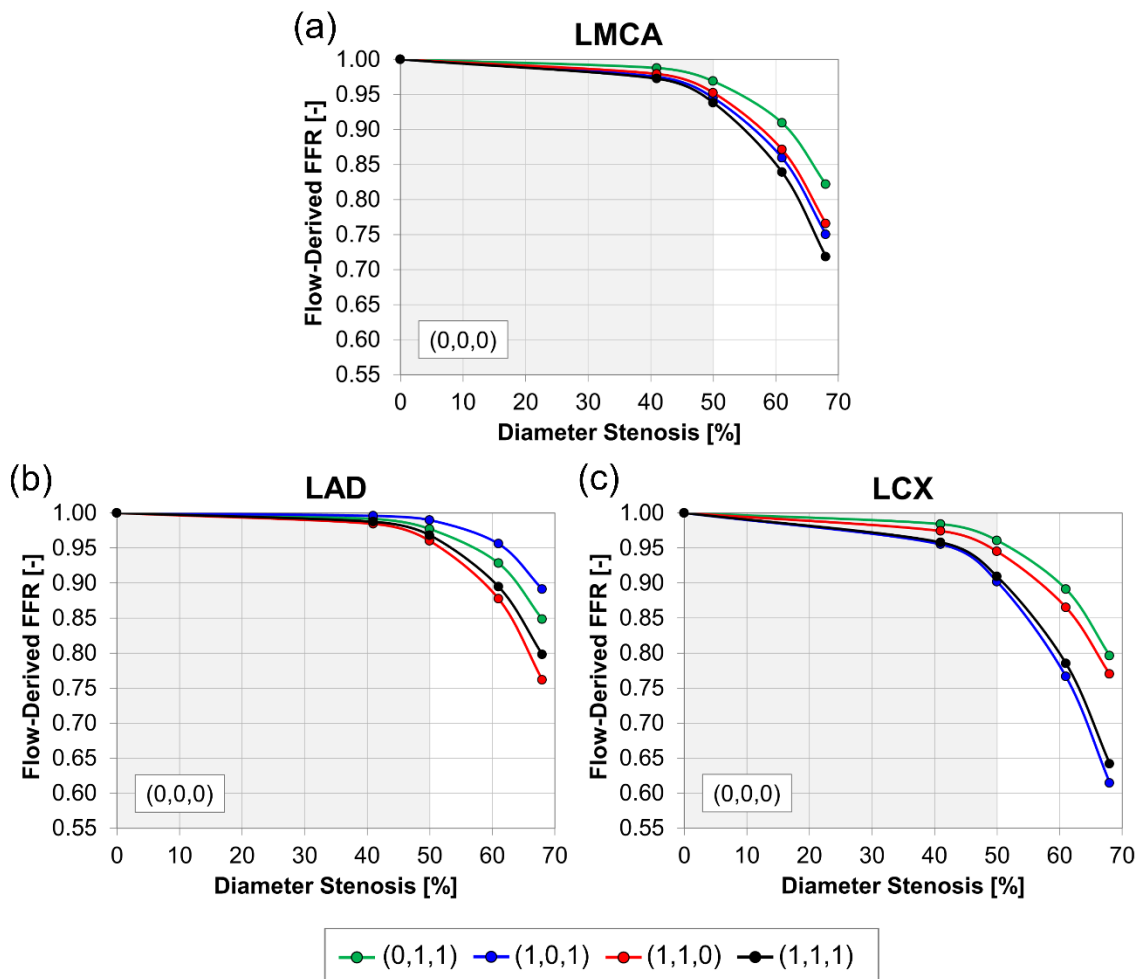 (a)
LMCA
1.00
0.95
0.90
0.85
0.80
0.75
0.70
0.65
0.60
0.55
Flow-Derived FFR [-]
(0,0,0)
0 10 20 30 40 50 60 70
Diameter Stenosis [%]
(b)
LAD
1.00
0.95
0.90
0.85
0.80
0.75
0.70
0.65
0.60
0.55
Flow-Derived FFR [-]
(0,0,0)
0 10 20 30 40 50 60 70
Diameter Stenosis [%]
(c)
LCX
1.00
0.95
0.90
0.85
0.80
0.75
0.70
0.65
0.60
0.55
Flow-Derived FFR [-]
(0,0,0)
0 10 20 30 40 50 60 70
Diameter Stenosis [%]
(0,1,1) (1,0,1) (1,1,0) (1,1,1)